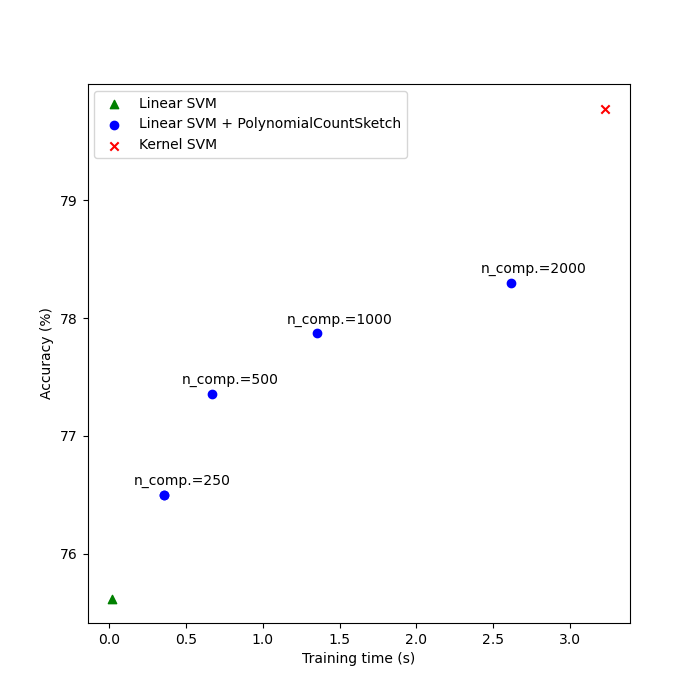 Linear SVM
Linear SVM + PolynomialCountSketch
Kernel SVM
79
n_comp.=2000
78
n_comp.=1000
n_comp.=500
77
n_comp.=250
76
Accuracy (%)
0.0 0.5 1.0 1.5 2.0 2.5 3.0
Training time (s)